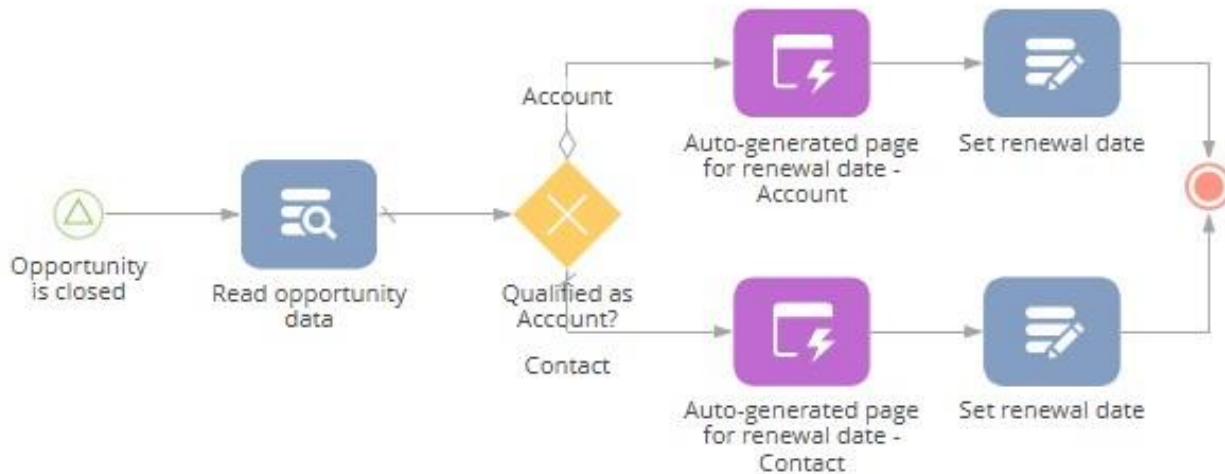 Account
Auto-generated page
for renewal date -
Account
Set renewal date
Opportunity
is closed
Read opportunity
data
Qualified as
Account?
Contact
Auto-generated page
for renewal date -
Contact
Set renewal date